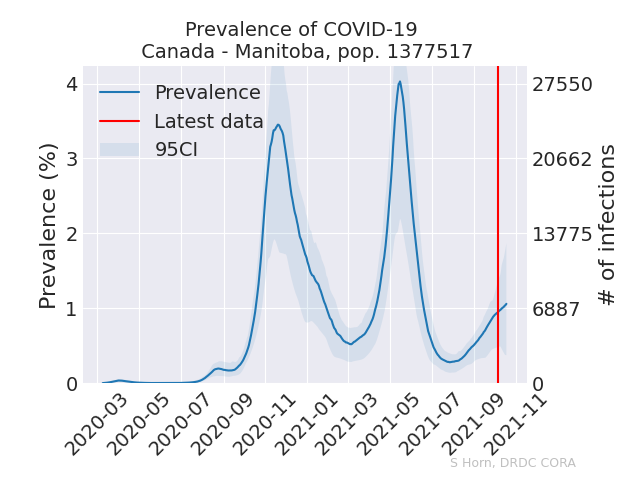 Prevalence of COVID-19
Canada - Manitoba, pop. 1377517
Prevalence
Latest data
95CI
Prevalence (%)
4
3
2
1
0
27550
20662
13775
6887
0
# of infections
2020-03
2020-05
2020-07
2020-09
2020-11
2021-01
2021-03
2021-05
2021-07
2021-09
2021-11
S Horn, DRDC CORA